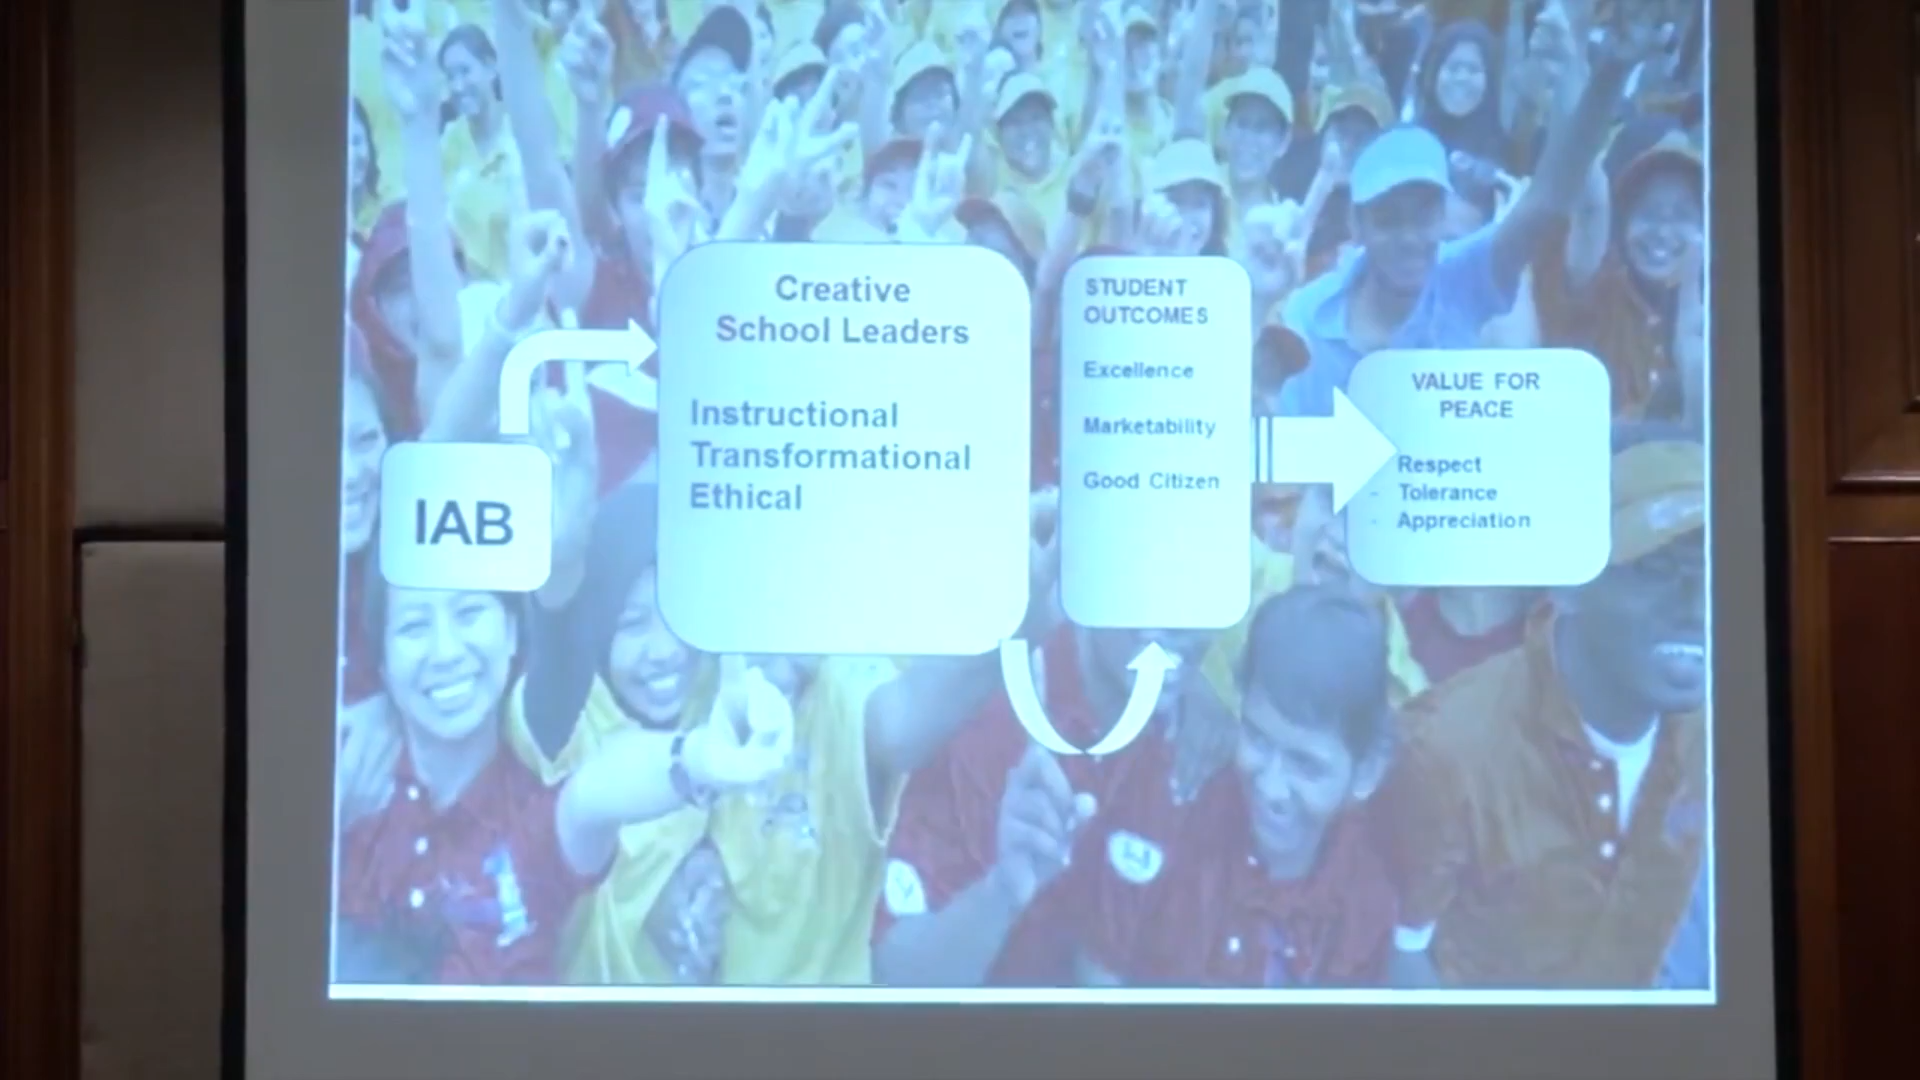 IAB
Creative
School Leaders
Instructional
Transformational
Ethical
STUDENT
OUTCOMES
Excellence
Marketability
Good Citizen
VALUE FOR
PEACE
Respect
- Tolerance
- Appreciation